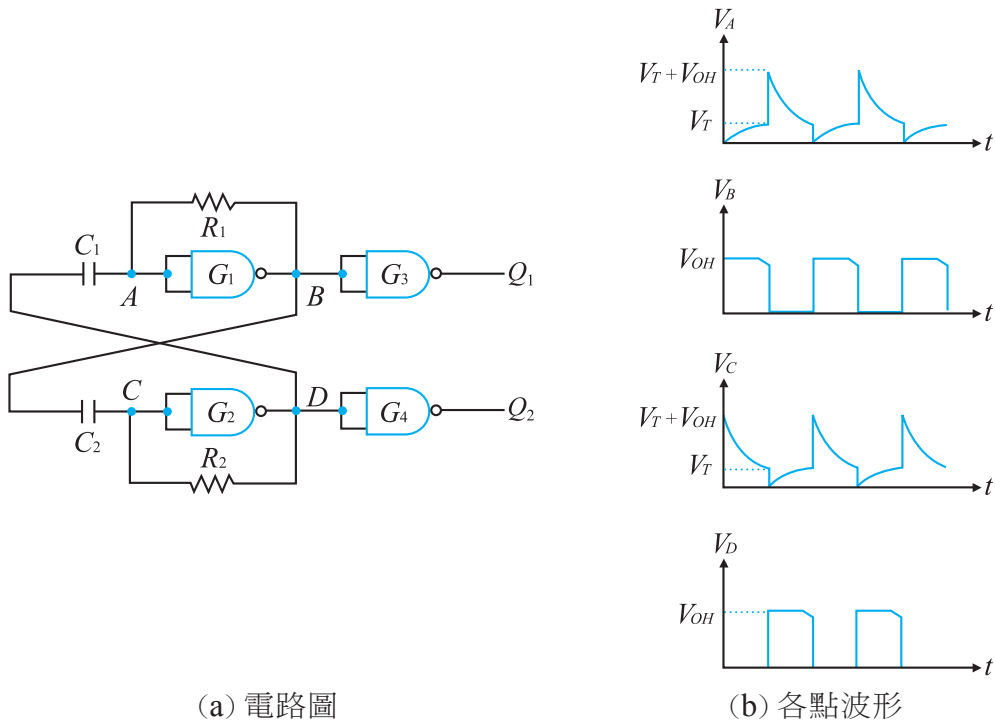 R₁
C₁
A
G₁
B
G₃
Q₁
C
D
G₂
G₄
Q₂
C₂
R₂
(a) 電路圖
V_A
V_T + V_OH
V_T
t
V_B
V_OH
t
V_C
V_T + V_OH
V_T
t
V_D
V_OH
t
(b) 各點波形